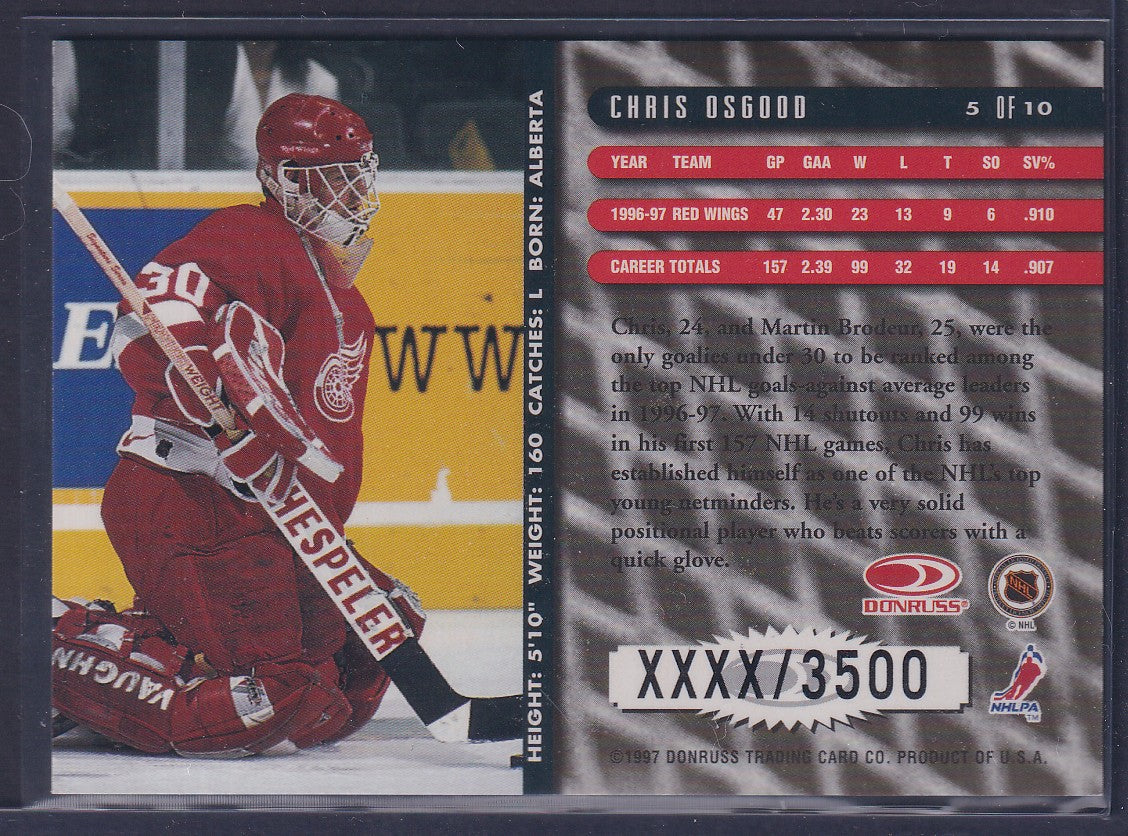 CHRIS OSGOOD 5 OF 10
YEAR TEAM GP GAA W L T SO SV%
1996-97 RED WINGS 47 2.30 23 13 9 6 .910
CAREER TOTALS 157 2.39 99 32 19 14 .907
Chris, 24, and Martin Brodeur, 25, were the
only goalies under 30 to be ranked among
the top NHL goals-against average leaders
in 1996-97. With 14 shutouts and 99 wins
in his first 157 NHL games, Chris has
established himself as one of the NHL's top
young netminders. He's a very solid
positional player who beats scorers with a
quick glove.
DONRUSS®
NHL
© NHL
XXXX/3500
NHLPA
TM
©1997 DONRUSS TRADING CARD CO. PRODUCT OF U.S.A.
HEIGHT: 5'10" WEIGHT: 160 CATCHES: L BORN: ALBERTA
Red Wings
30
E
WW
HESPELER
VAUGHN